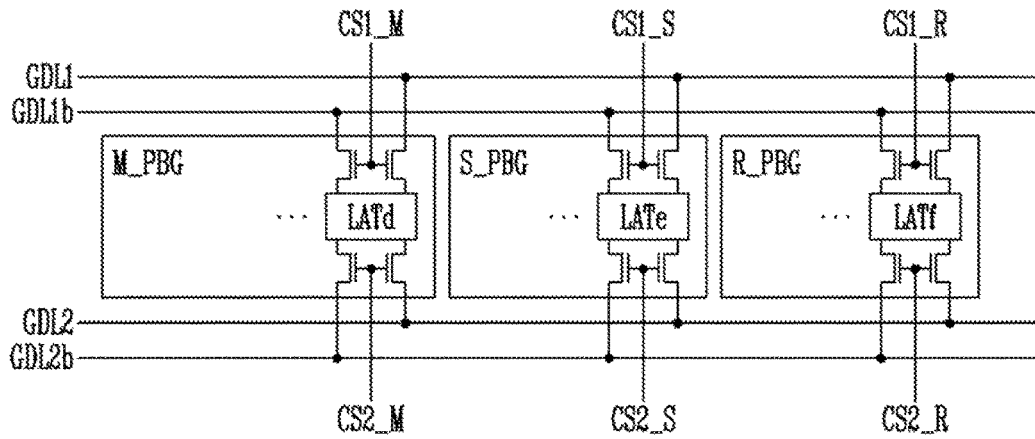 CS1_M CS1_S CS1_R
GDL1
GDL1b
M_PBG S_PBG R_PBG
... LATd ... LATe ... LATf
GDL2
GDL2b
CS2_M CS2_S CS2_R